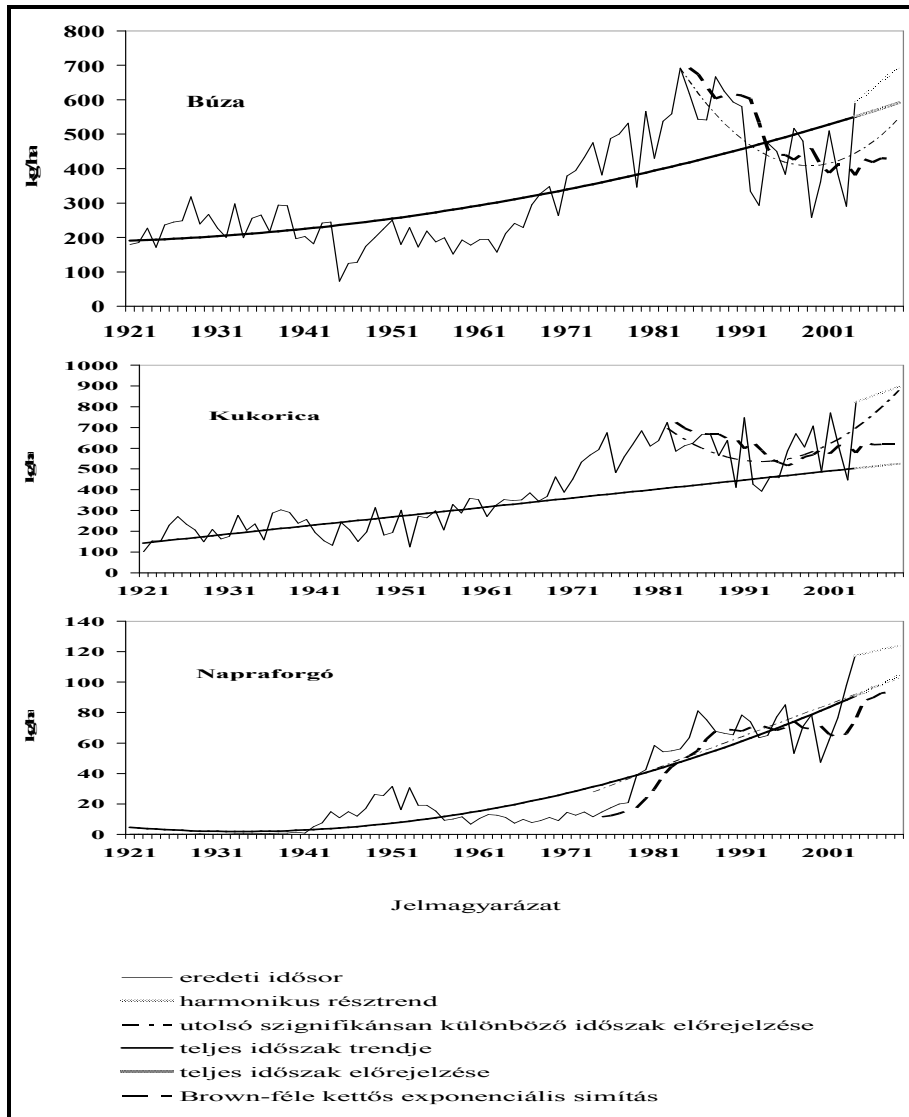 800
700
600
500
400
300
200
100
0
Búza
kg/ha
1921 1931 1941 1951 1961 1971 1981 1991 2001
1000
900
800
700
600
500
400
300
200
100
0
Kukorica
kg/ha
1921 1931 1941 1951 1961 1971 1981 1991 2001
140
120
100
80
60
40
20
0
Napraforgó
kg/ha
1921 1931 1941 1951 1961 1971 1981 1991 2001
Jelmagyarázat
eredeti idősor
harmonikus résztrend
utolsó szignifikánsan különböző időszak előrejelzése
teljes időszak trendje
teljes időszak előrejelzése
Brown-féle kettős exponenciális simítás